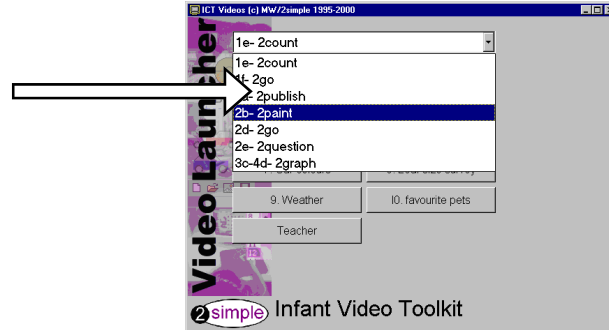 ICT Videos (c) MW/2simple 1995-2000
Video Launcher
1e- 2count
1e- 2count
2go
2publish
2b- 2paint
2d- 2go
2e- 2question
3c-4d- 2graph
9. Weather
10. favourite pets
Teacher
2simple
Infant Video Toolkit